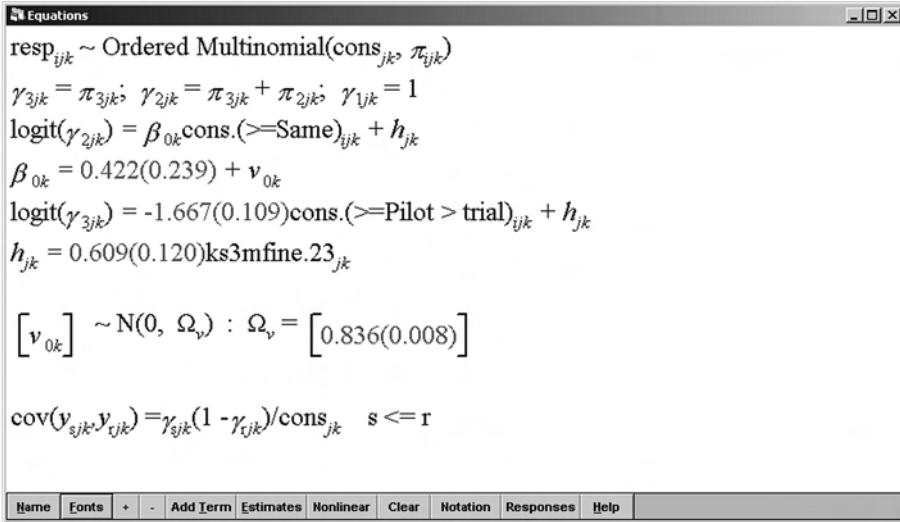 Equations
resp_ijk ~ Ordered Multinomial(cons_jk, π_ijk)
γ_3jk = π_3jk; γ_2jk = π_3jk + π_2jk; γ_1jk = 1
logit(γ_2jk) = β_0k cons.(>=Same)_ijk + h_jk
β_0k = 0.422(0.239) + v_0k
logit(γ_3jk) = -1.667(0.109)cons.(>=Pilot > trial)_ijk + h_jk
h_jk = 0.609(0.120)ks3mfine.23_jk
[v_0k] ~ N(0, Ω_v) : Ω_v = [0.836(0.008)]
cov(y_sjk, y_rjk) = γ_sjk(1 - γ_rjk)/cons_jk s <= r
Name Fonts + - Add Term Estimates Nonlinear Clear Notation Responses Help